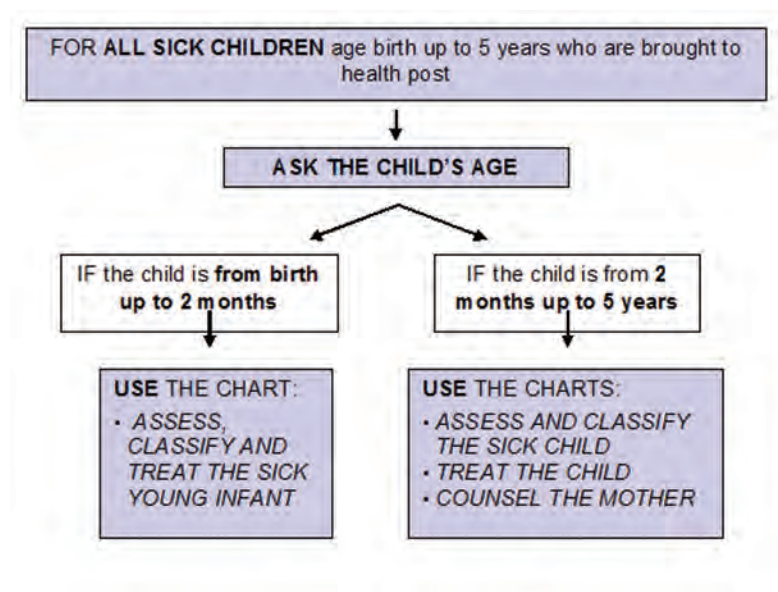 FOR ALL SICK CHILDREN age birth up to 5 years who are brought to
health post
ASK THE CHILD'S AGE
IF the child is from birth
up to 2 months
IF the child is from 2
months up to 5 years
USE THE CHART:
• ASSESS,
CLASSIFY AND
TREAT THE SICK
YOUNG INFANT
USE THE CHARTS:
• ASSESS AND CLASSIFY
THE SICK CHILD
• TREAT THE CHILD
• COUNSEL THE MOTHER